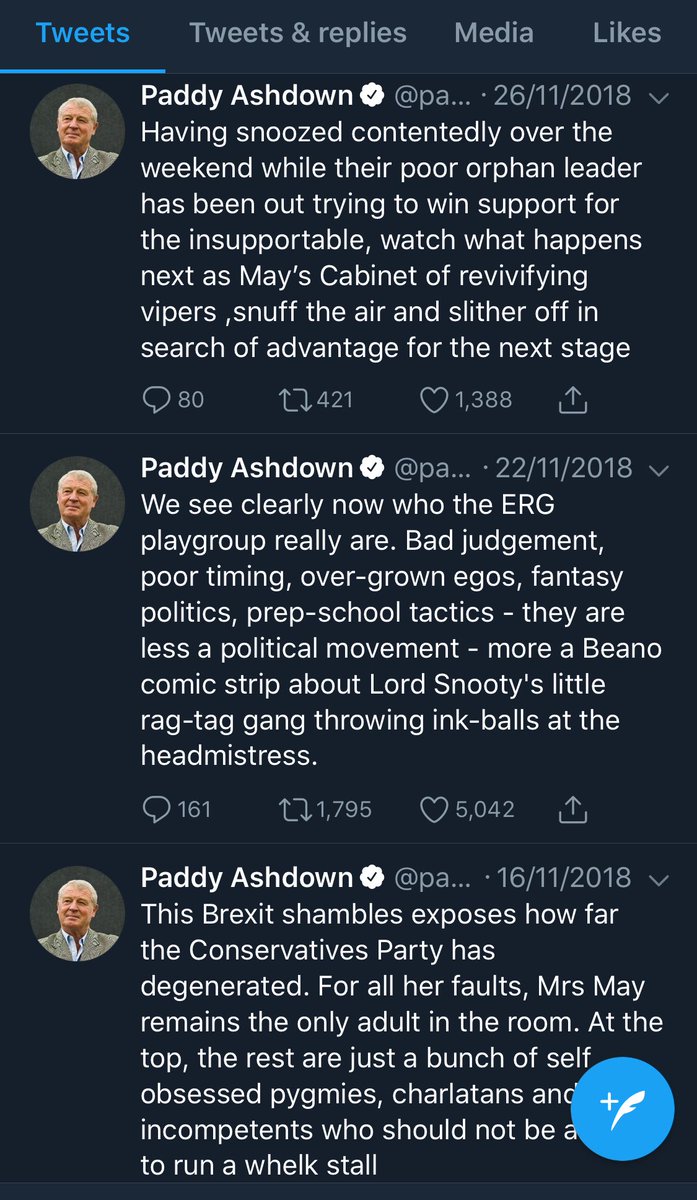 Tweets Tweets & replies Media Likes
Paddy Ashdown @pa... · 26/11/2018
Having snoozed contentedly over the
weekend while their poor orphan leader
has been out trying to win support for
the insupportable, watch what happens
next as May’s Cabinet of revivifying
vipers ,snuff the air and slither off in
search of advantage for the next stage
80 421 1,388
Paddy Ashdown @pa... · 22/11/2018
We see clearly now who the ERG
playgroup really are. Bad judgement,
poor timing, over-grown egos, fantasy
politics, prep-school tactics - they are
less a political movement - more a Beano
comic strip about Lord Snooty's little
rag-tag gang throwing ink-balls at the
headmistress.
161 1,795 5,042
Paddy Ashdown @pa... · 16/11/2018
This Brexit shambles exposes how far
the Conservatives Party has
degenerated. For all her faults, Mrs May
remains the only adult in the room. At the
top, the rest are just a bunch of self
obsessed pygmies, charlatans and
incompetents who should not be
to run a whelk stall